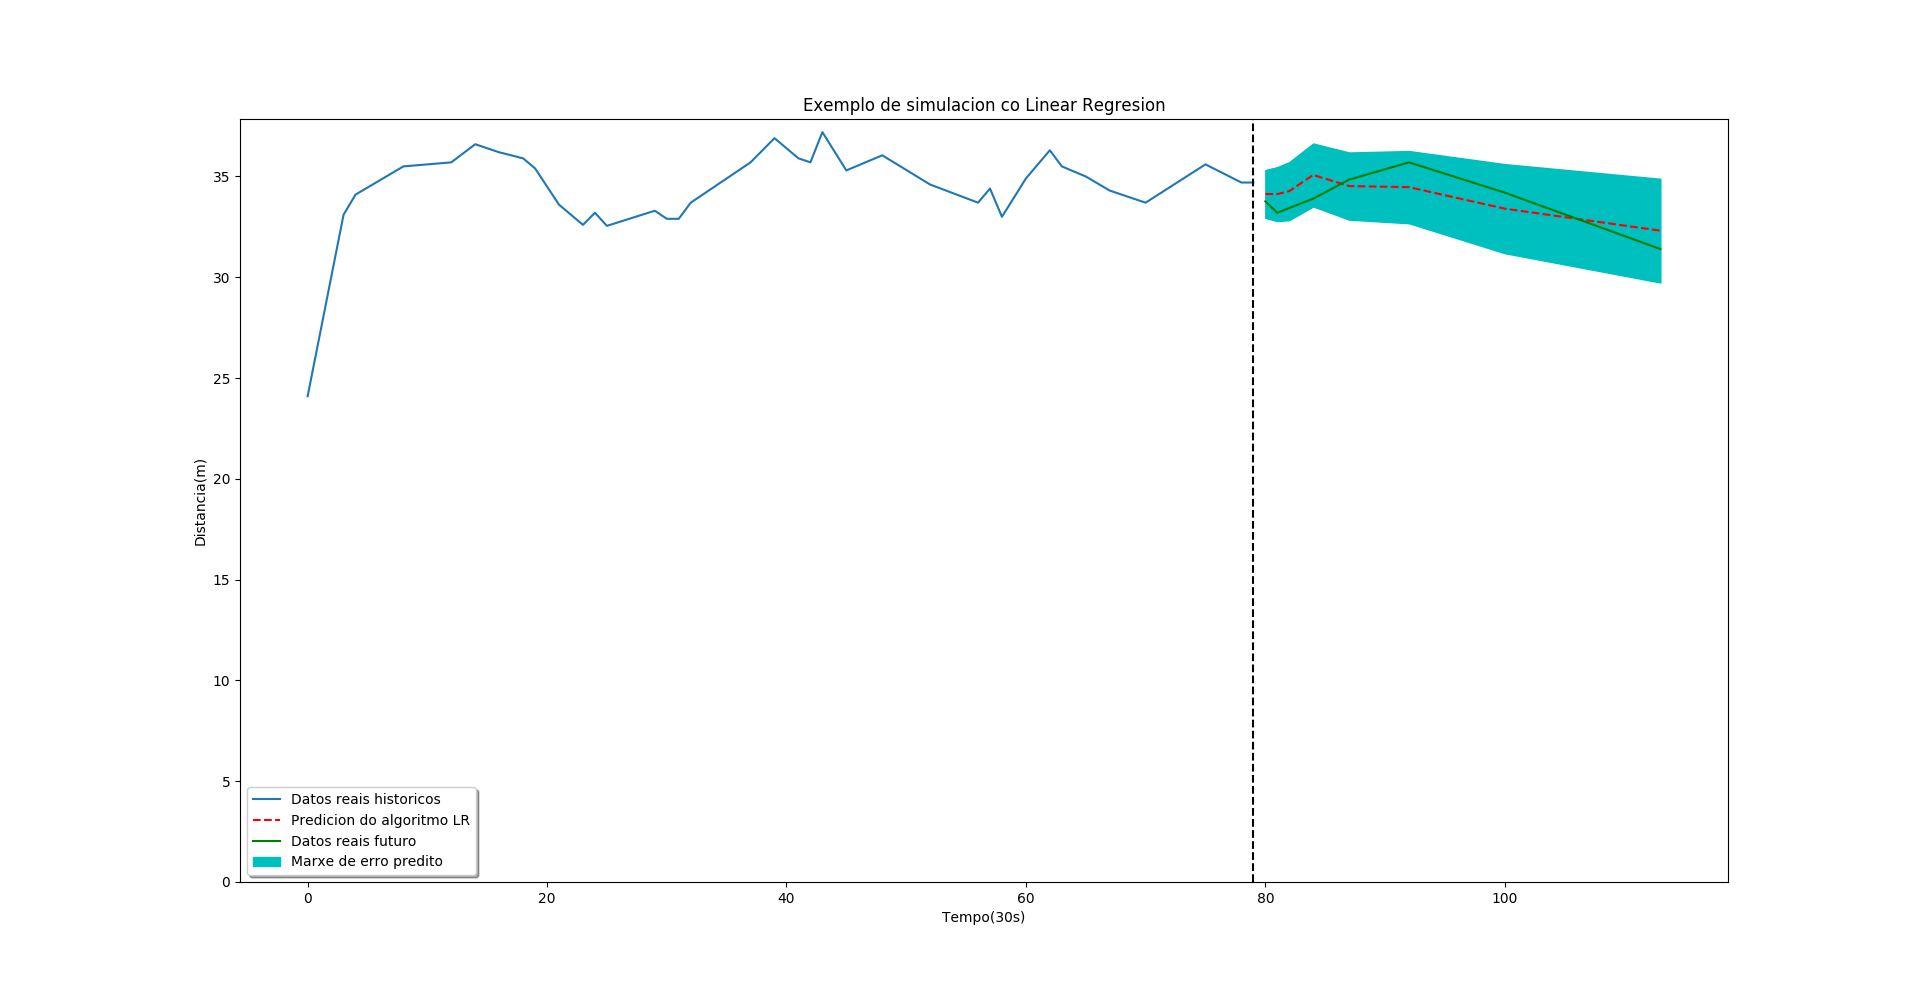 Exemplo de simulacion co Linear Regresion
35
30
25
20
15
10
5
0
Distancia(m)
Datos reais historicos
Predicion do algoritmo LR
Datos reais futuro
Marxe de erro predito
0 20 40 60 80 100
Tempo(30s)